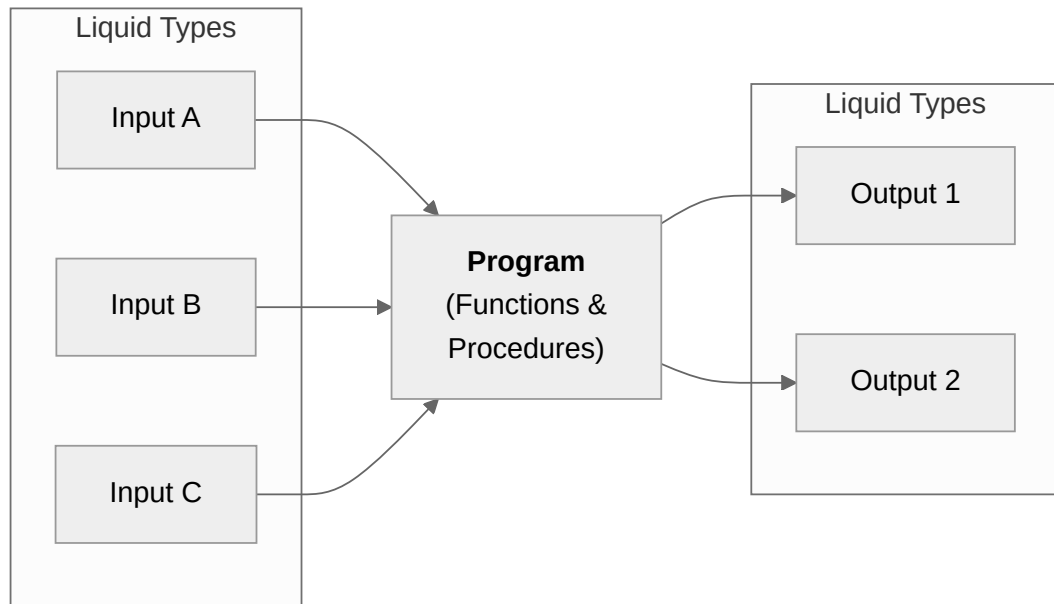 Liquid Types
Input A
Input B
Input C
Program
(Functions &
Procedures)
Liquid Types
Output 1
Output 2